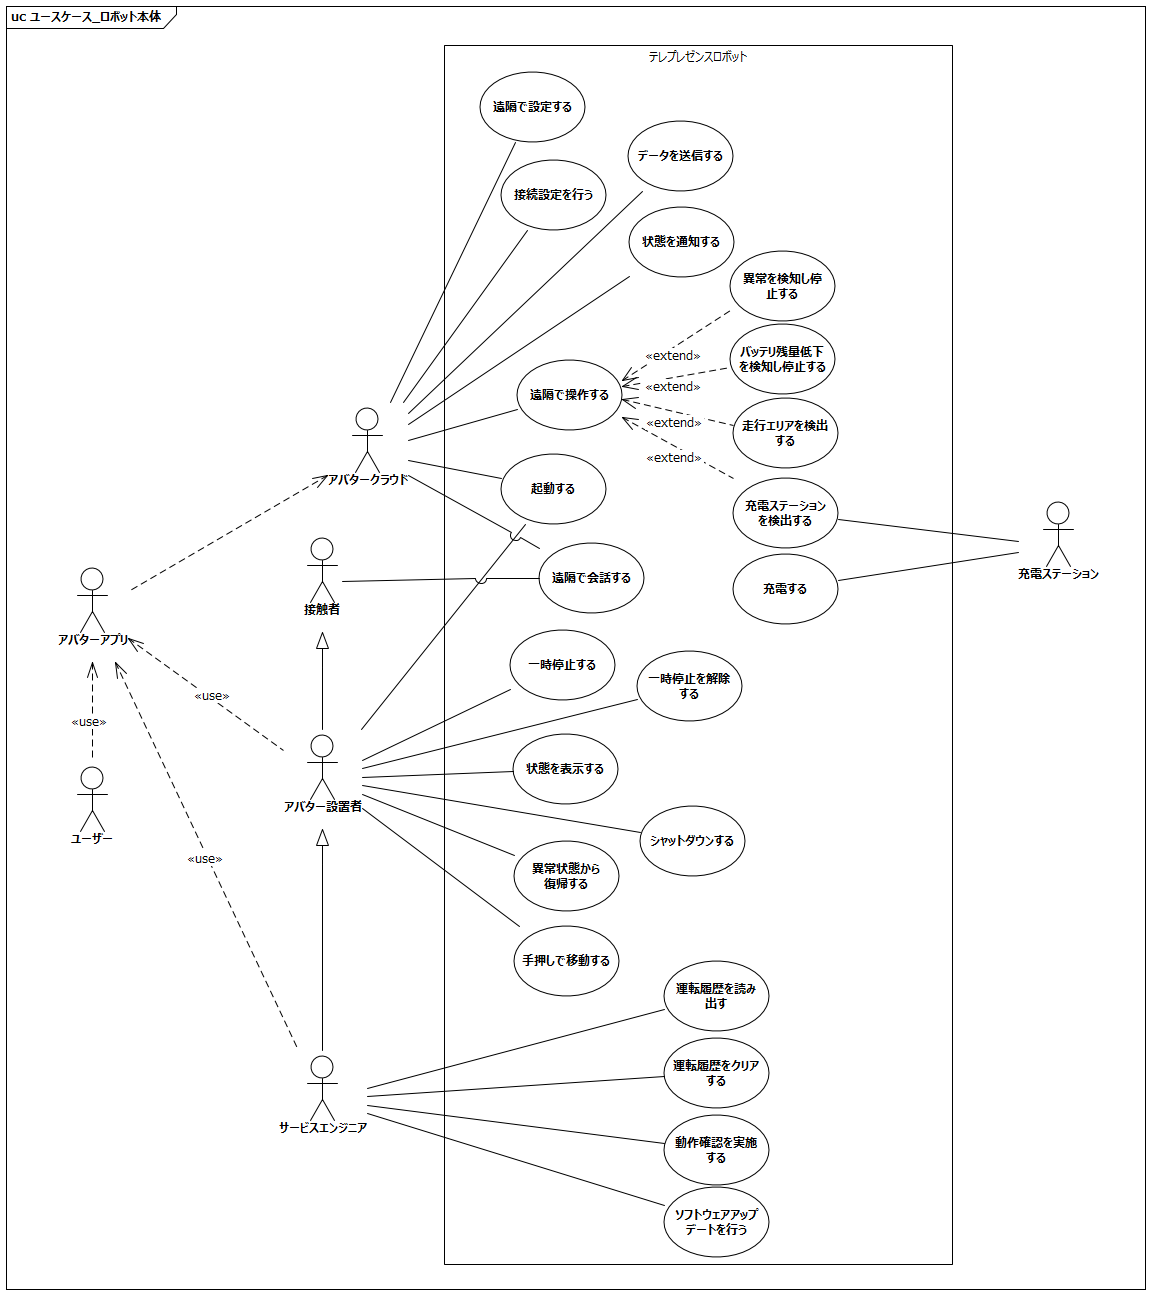 uc ユースケース_ロボット本体
テレプレゼンスロボット
遠隔で設定する
データを送信する
接続設定を行う
状態を通知する
異常を検知し停
止する
«extend»
バッテリ残量低下
を検知し停止する
«extend»
遠隔で操作する
«extend»
走行エリアを検出
する
«extend»
アバタークラウド
起動する
充電ステーション
を検出する
充電ステーション
遠隔で会話する
充電する
接触者
アバターアプリ
一時停止する
一時停止を解除
する
«use»
«use»
状態を表示する
アバター設置者
ユーザー
シャットダウンする
«use»
異常状態から
復帰する
手押しで移動する
運転履歴を読み
出す
運転履歴をクリア
する
サービスエンジニア
動作確認を実施
する
ソフトウェアアップ
デートを行う